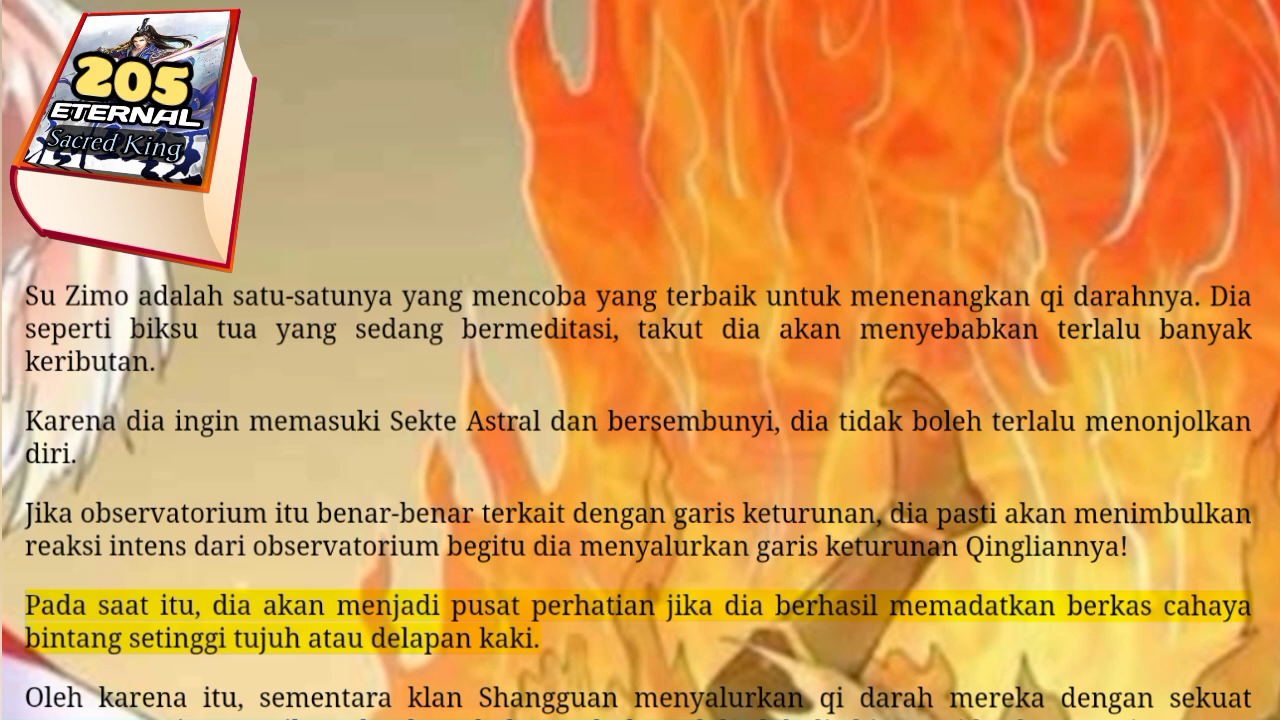 205
ETERNAL
Sacred King
Su Zimo adalah satu-satunya yang mencoba yang terbaik untuk menenangkan qi darahnya. Dia
seperti biksu tua yang sedang bermeditasi, takut dia akan menyebabkan terlalu banyak
keributan.
Karena dia ingin memasuki Sekte Astral dan bersembunyi, dia tidak boleh terlalu menonjolkan
diri.
Jika observatorium itu benar-benar terkait dengan garis keturunan, dia pasti akan menimbulkan
reaksi intens dari observatorium begitu dia menyalurkan garis keturunan Qingliannya!
Pada saat itu, dia akan menjadi pusat perhatian jika dia berhasil memadatkan berkas cahaya
bintang setinggi tujuh atau delapan kaki.
Oleh karena itu, sementara klan Shangguan menyalurkan qi darah mereka dengan sekuat